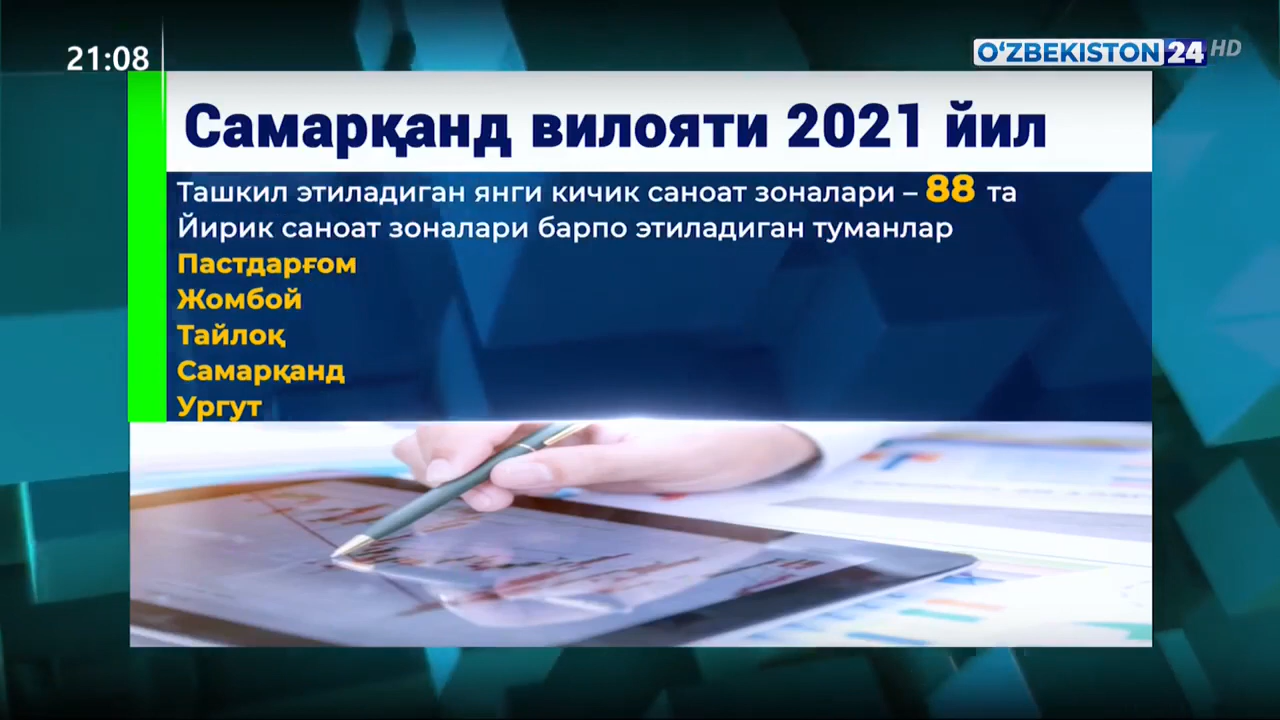 21:08
O‘ZBEKISTON 24 HD
Самарқанд вилояти 2021 йил
Ташкил этиладиган янги кичик саноат зоналари – 88 та
Йирик саноат зоналари барпо этиладиган туманлар
Пастдарғом
Жомбой
Тайлоқ
Самарқанд
Ургут